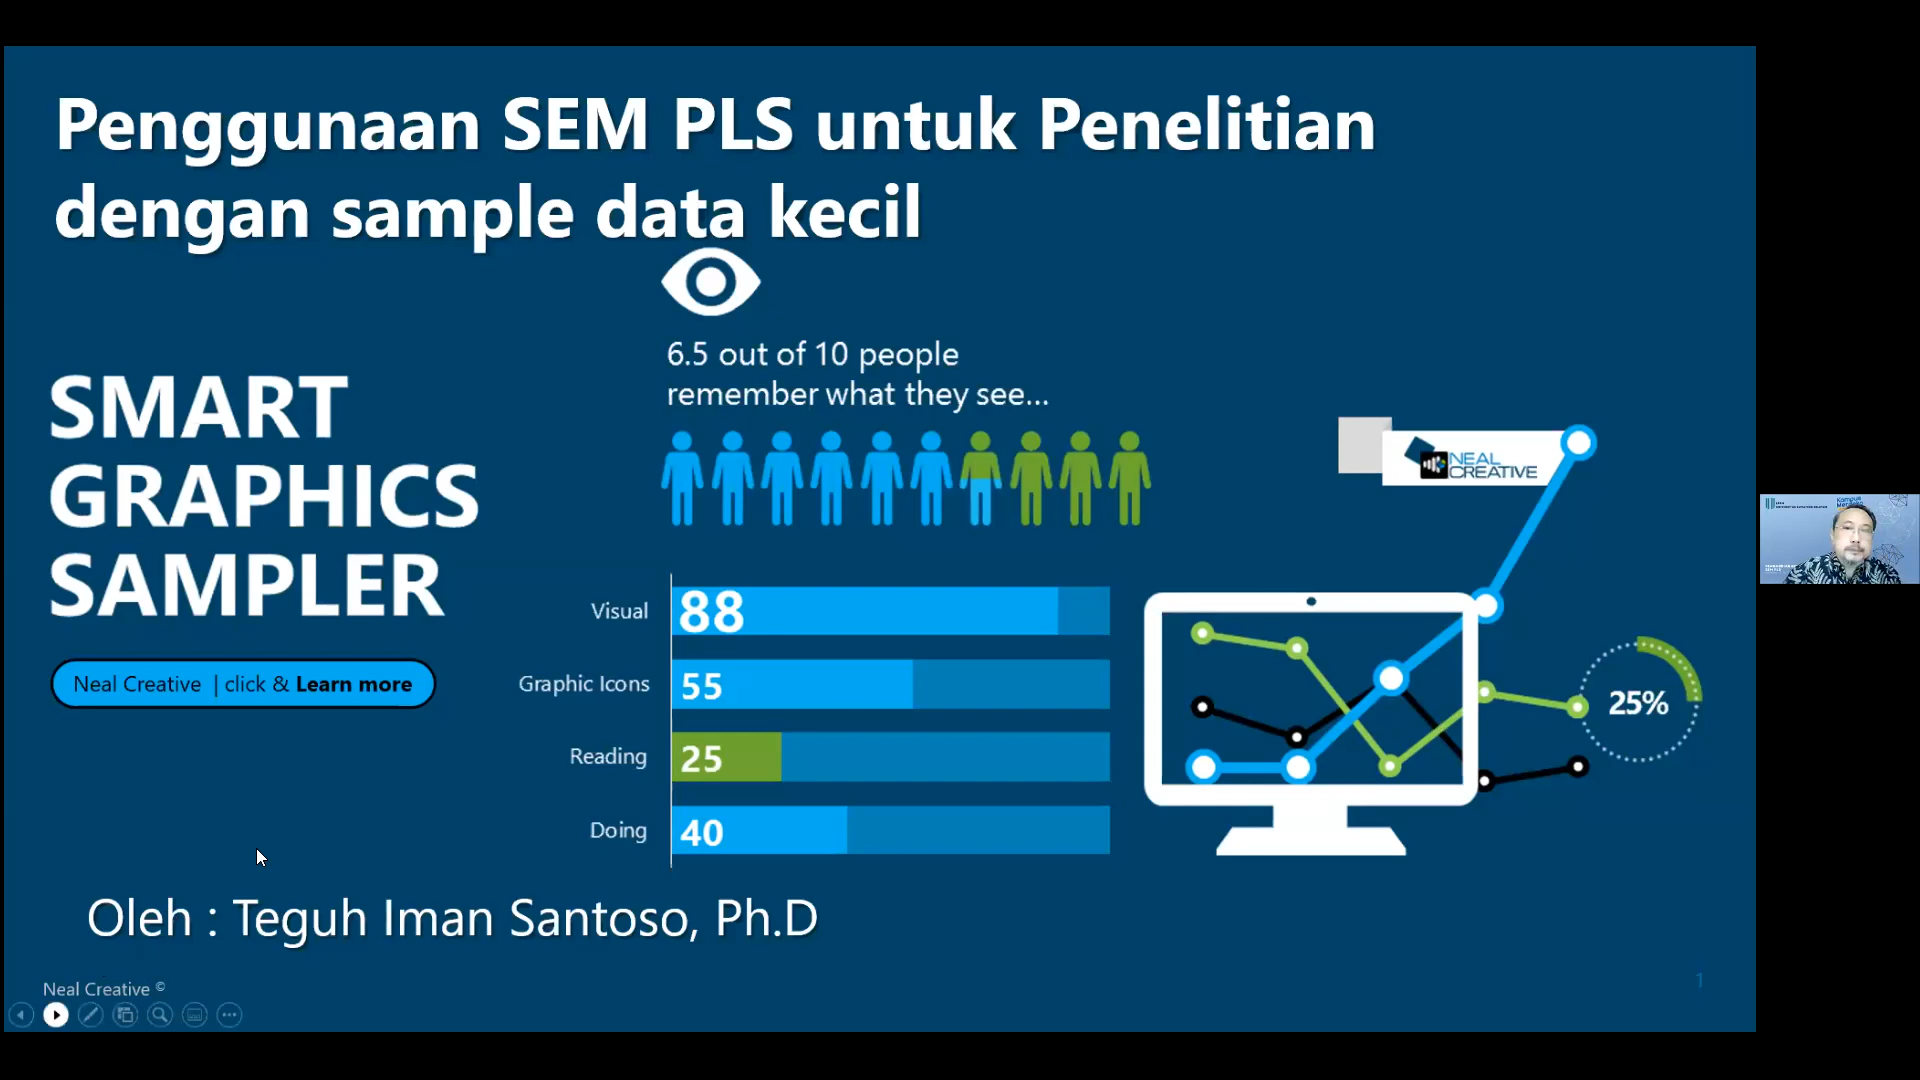 Penggunaan SEM PLS untuk Penelitian
dengan sample data kecil
6.5 out of 10 people
remember what they see...
SMART
GRAPHICS
SAMPLER
Neal Creative | click & Learn more
NEAL
CREATIVE
Visual 88
Graphic Icons 55
Reading 25
Doing 40
25%
Oleh : Teguh Iman Santoso, Ph.D
Neal Creative ©
1